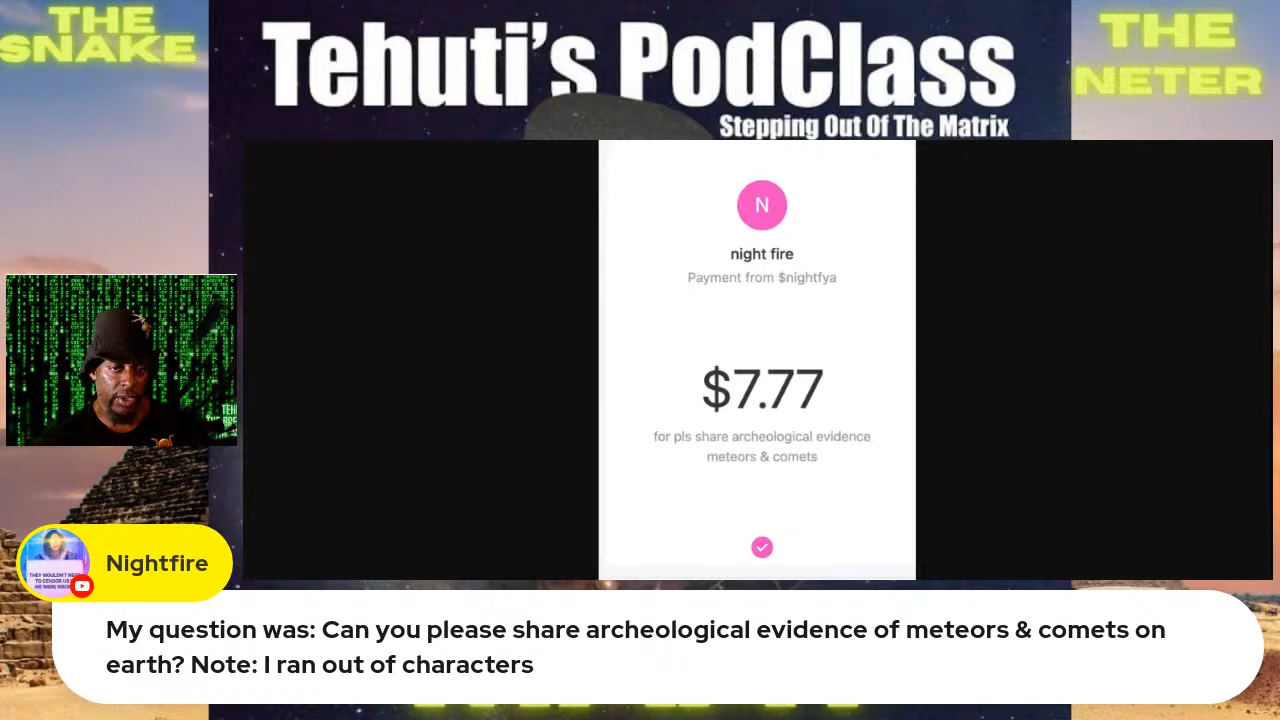 THE
SNAKE
Tehuti's PodClass
Stepping Out Of The Matrix
THE
NETER
N
night fire
Payment from $nightfya
$7.77
for pls share archeological evidence
meteors & comets
Nightfire
My question was: Can you please share archeological evidence of meteors & comets on
earth? Note: I ran out of characters